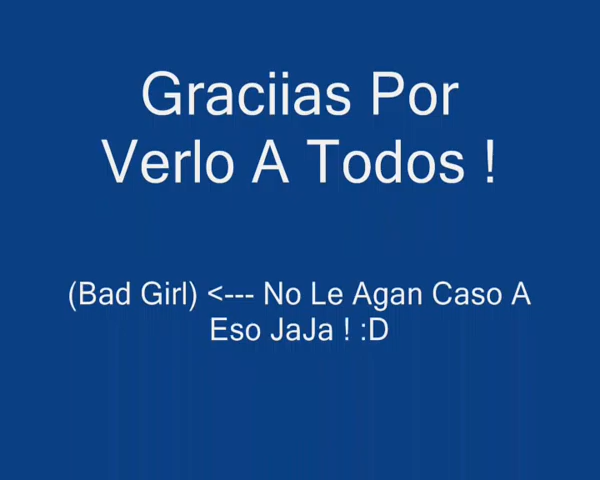 Graciias Por
Verlo A Todos !
(Bad Girl) <--- No Le Agan Caso A
Eso JaJa ! :D